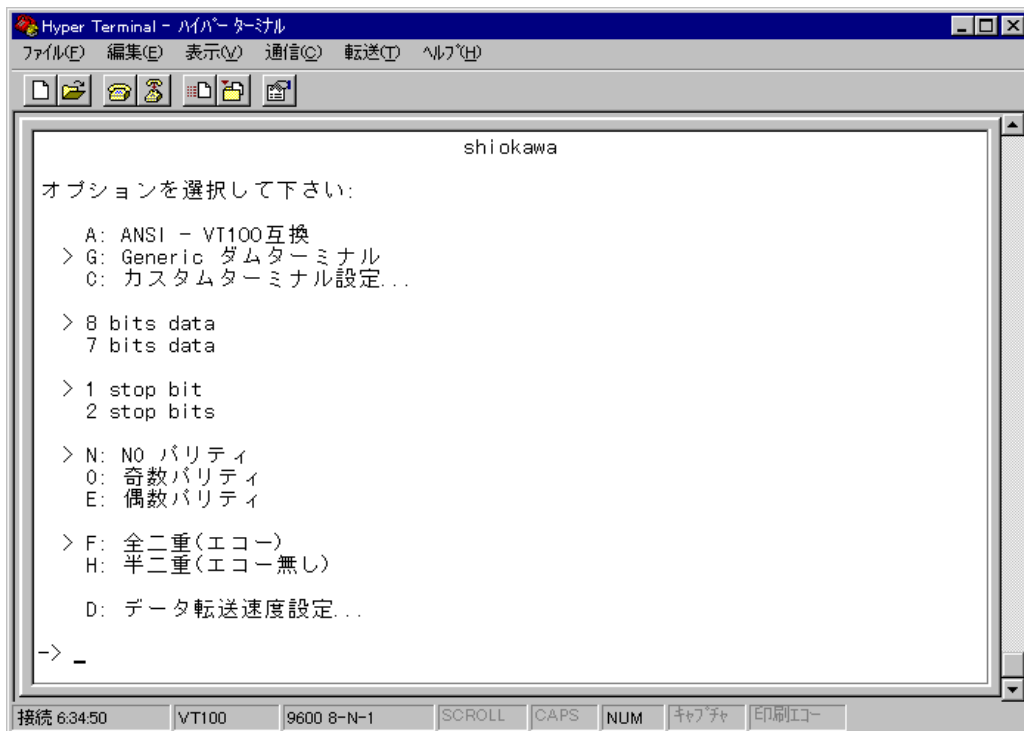 Hyper Terminal - ﾊｲﾊﾟｰ ﾀｰﾐﾅﾙ
ﾌｧｲﾙ(F) 編集(E) 表示(V) 通信(C) 転送(T) ﾍﾙﾌﾟ(H)
shiokawa
オプションを選択して下さい:
A: ANSI - VT100互換
> G: Generic ダムターミナル
C: カスタムターミナル設定...
> 8 bits data
7 bits data
> 1 stop bit
2 stop bits
> N: NO パリティ
O: 奇数パリティ
E: 偶数パリティ
> F: 全二重(エコー)
H: 半二重(エコー無し)
D: データ転送速度設定...
-> _
接続 6:34:50 VT100 9600 8-N-1 SCROLL CAPS NUM ｷｬﾌﾟﾁｬ 印刷ｴｺｰ